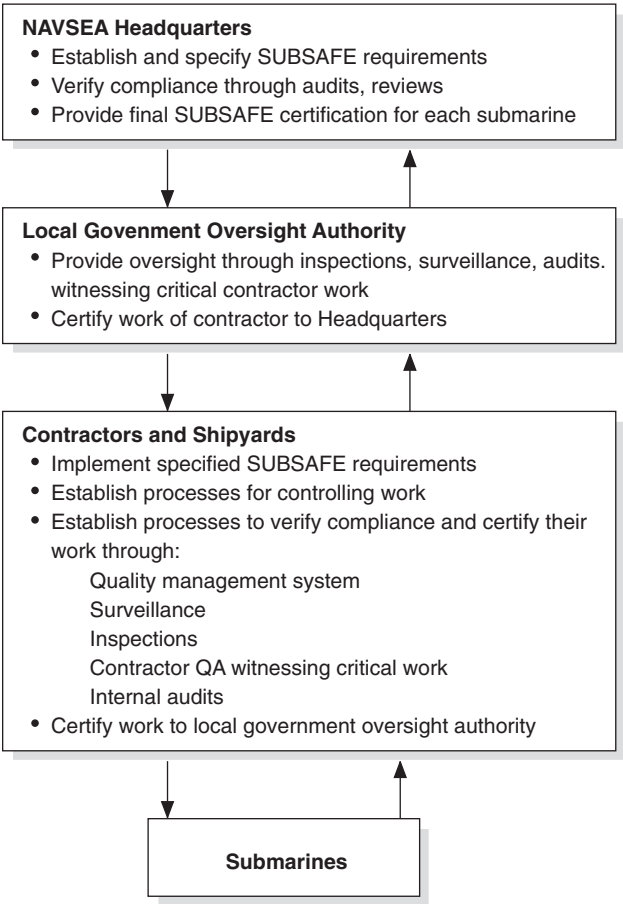 NAVSEA Headquarters
• Establish and specify SUBSAFE requirements
• Verify compliance through audits, reviews
• Provide final SUBSAFE certification for each submarine
Local Govenment Oversight Authority
• Provide oversight through inspections, surveillance, audits.
witnessing critical contractor work
• Certify work of contractor to Headquarters
Contractors and Shipyards
• Implement specified SUBSAFE requirements
• Establish processes for controlling work
• Establish processes to verify compliance and certify their
work through:
Quality management system
Surveillance
Inspections
Contractor QA witnessing critical work
Internal audits
• Certify work to local government oversight authority
Submarines